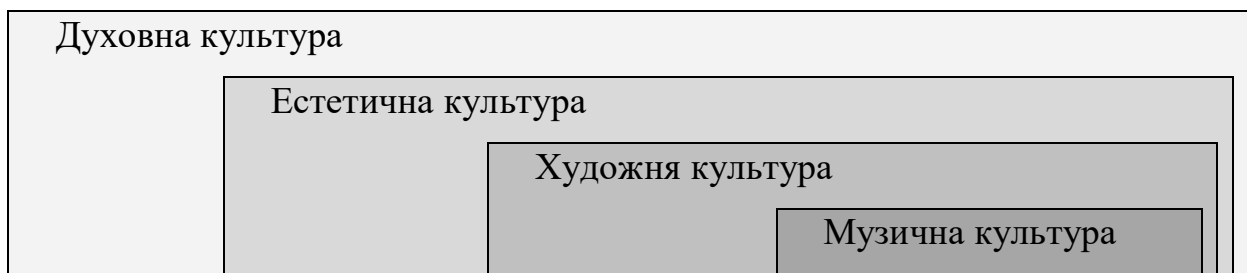 Духовна культура
Естетична культура
Художня культура
Музична культура